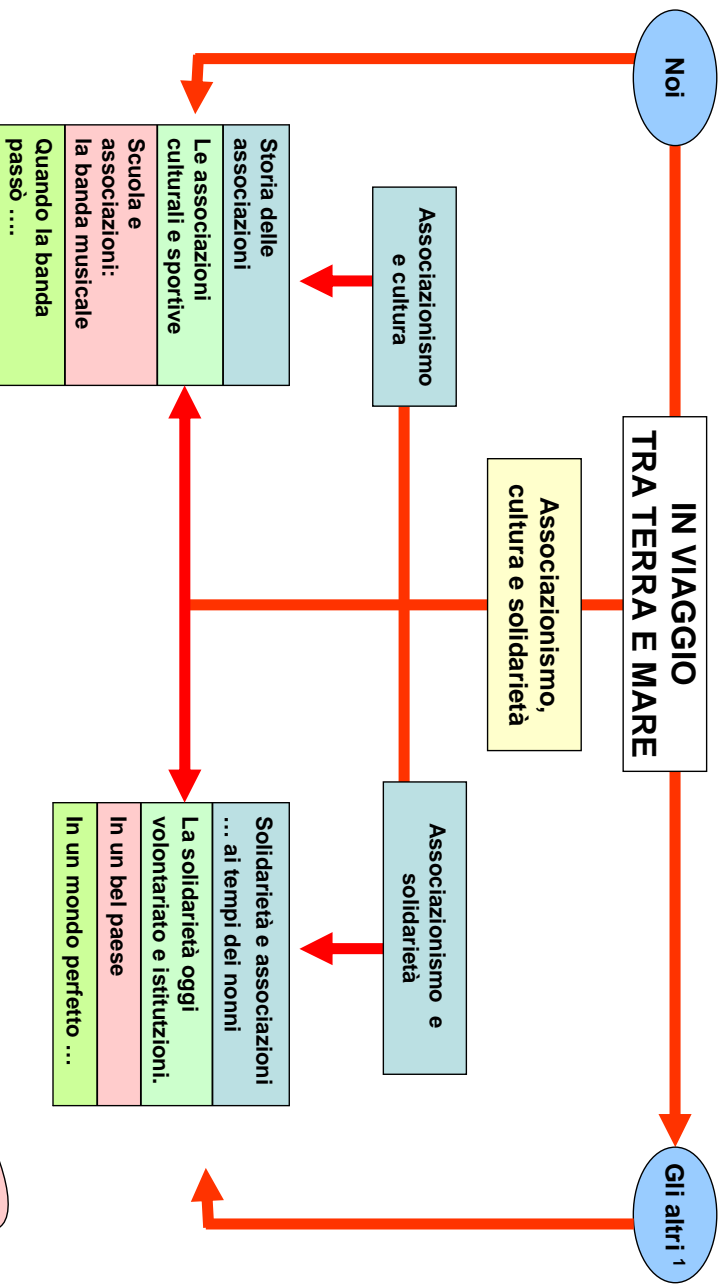 Noi
IN VIAGGIO
TRA TERRA E MARE
Gli altri ¹
Associazionismo,
cultura e solidarietà
Associazionismo
e cultura
Associazionismo e
solidarietà
Storia delle
associazioni
Le associazioni
culturali e sportive
Scuola e
associazioni:
la banda musicale
Quando la banda
passò ....
Solidarietà e associazioni
... ai tempi dei nonni
La solidarietà oggi
volontariato e istitutzioni.
In un bel paese
In un mondo perfetto ...